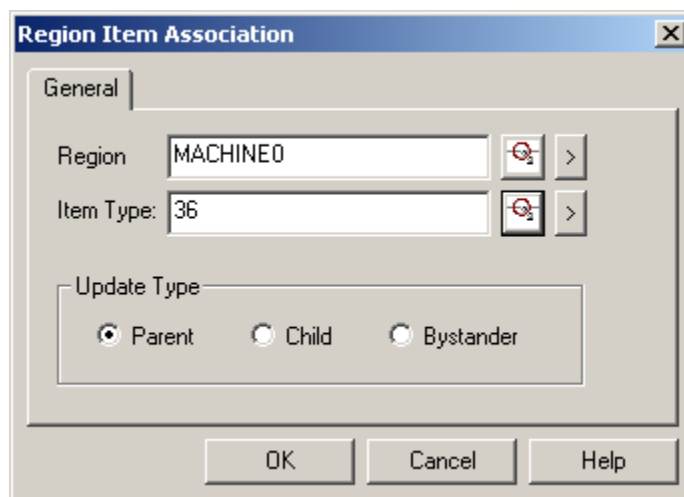 Region Item Association
General
Region MACHINE0 >
Item Type: 36 >
Update Type
Parent Child Bystander
OK Cancel Help